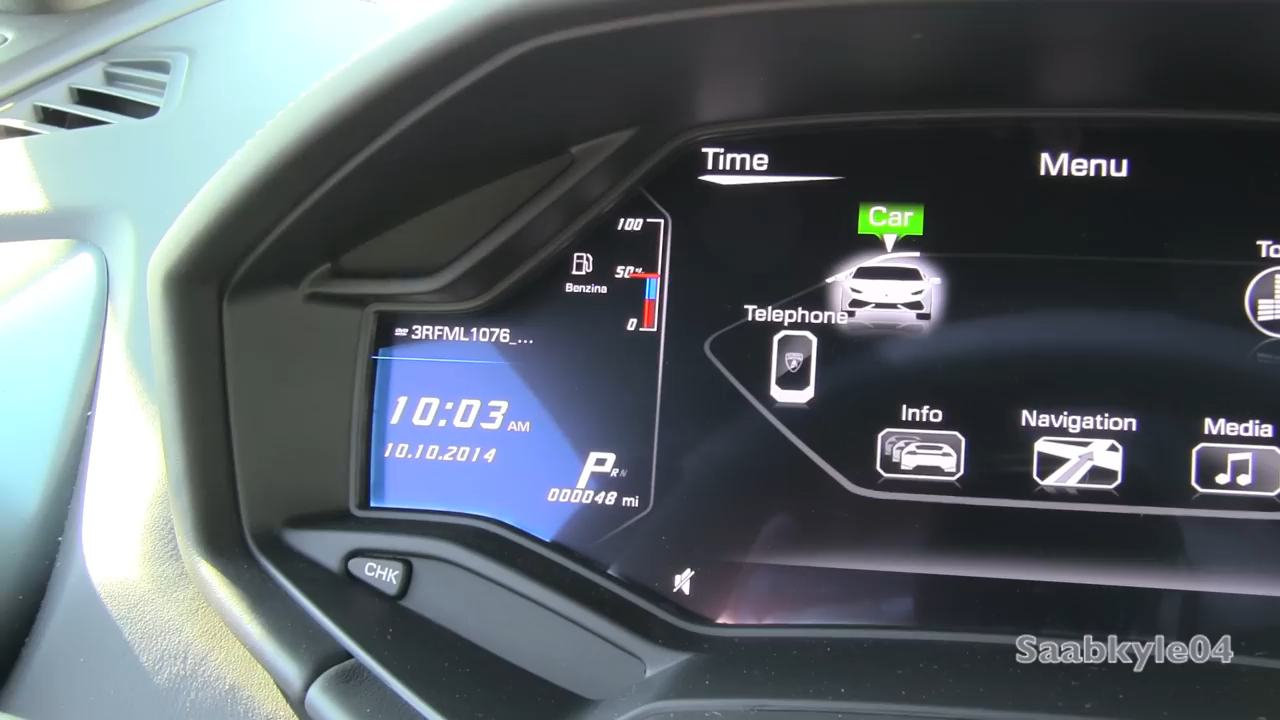 Time
Menu
Car
100
50
0
Benzina
Telephone
3RFML1076_...
10:03 AM
10.10.2014
P R N
000048 mi
Info
Navigation
Media
CHK
Saabkyle04